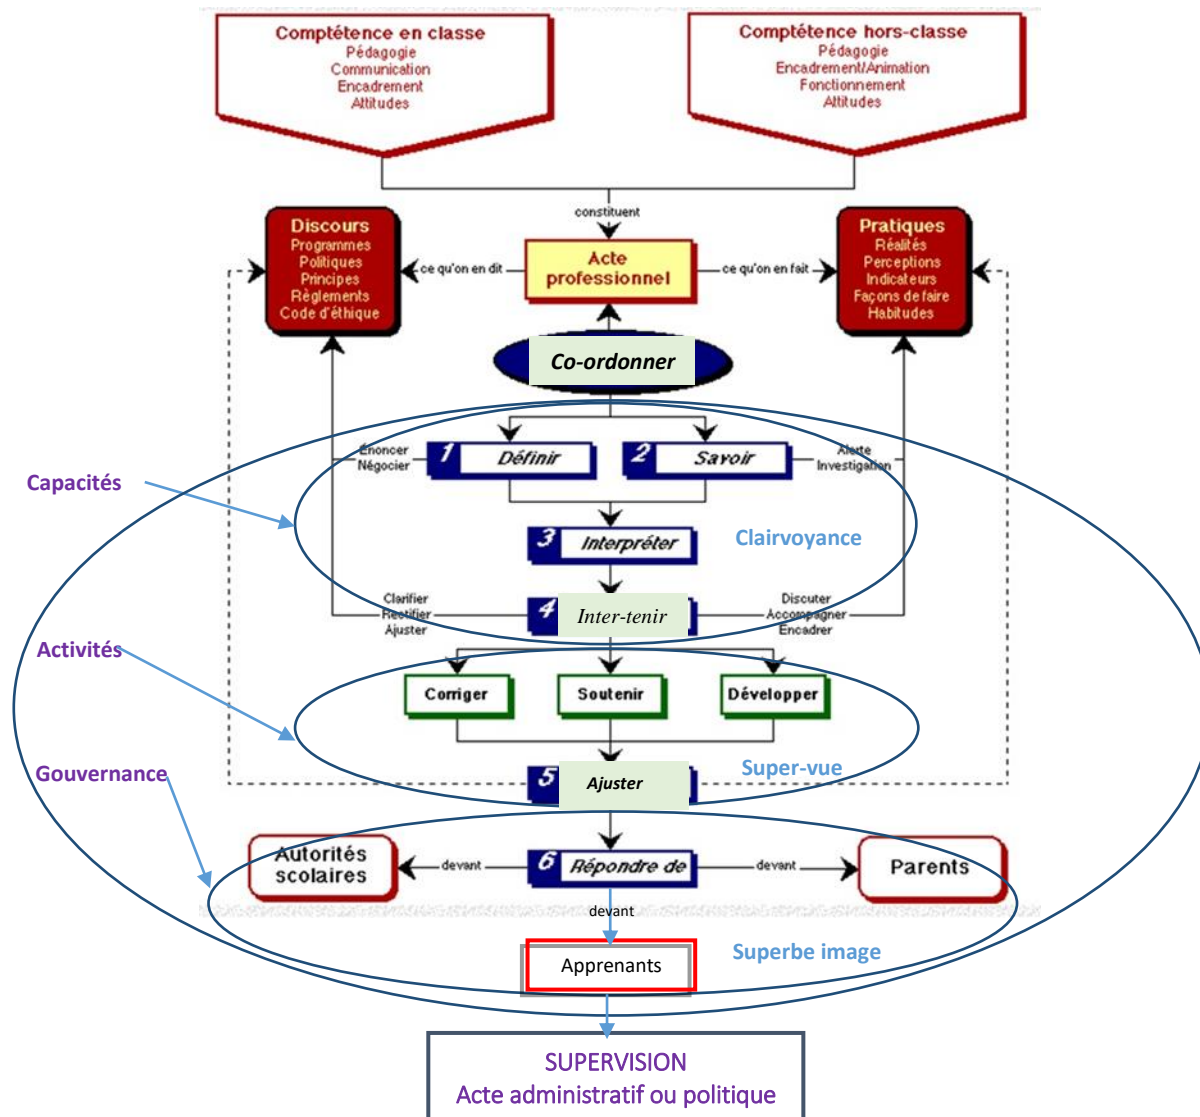 Comptétence en classe
Pédagogie
Communication
Encadrement
Attitudes
Comptétence hors-classe
Pédagogie
Encadrement/Animation
Fonctionnement
Attitudes
constituent
Discours
Programmes
Politiques
Principes
Règlements
Code d'éthique
ce qu'on en dit
Acte
professionnel
ce qu'on en fait
Pratiques
Réalités
Perceptions
Indicateurs
Façons de faire
Habitudes
Co-ordonner
Énoncer
Négocier
1 Définir
2 Savoir
Alerte
Investigation
Capacités
3 Interpréter
Clairvoyance
Clarifier
Rectifier
Ajuster
4 Inter-tenir
Discuter
Accompagner
Encadrer
Activités
Corriger
Soutenir
Développer
Gouvernance
5 Ajuster
Super-vue
Autorités
scolaires
devant
6 Répondre de
devant
Parents
devant
Apprenants
Superbe image
SUPERVISION
Acte administratif ou politique